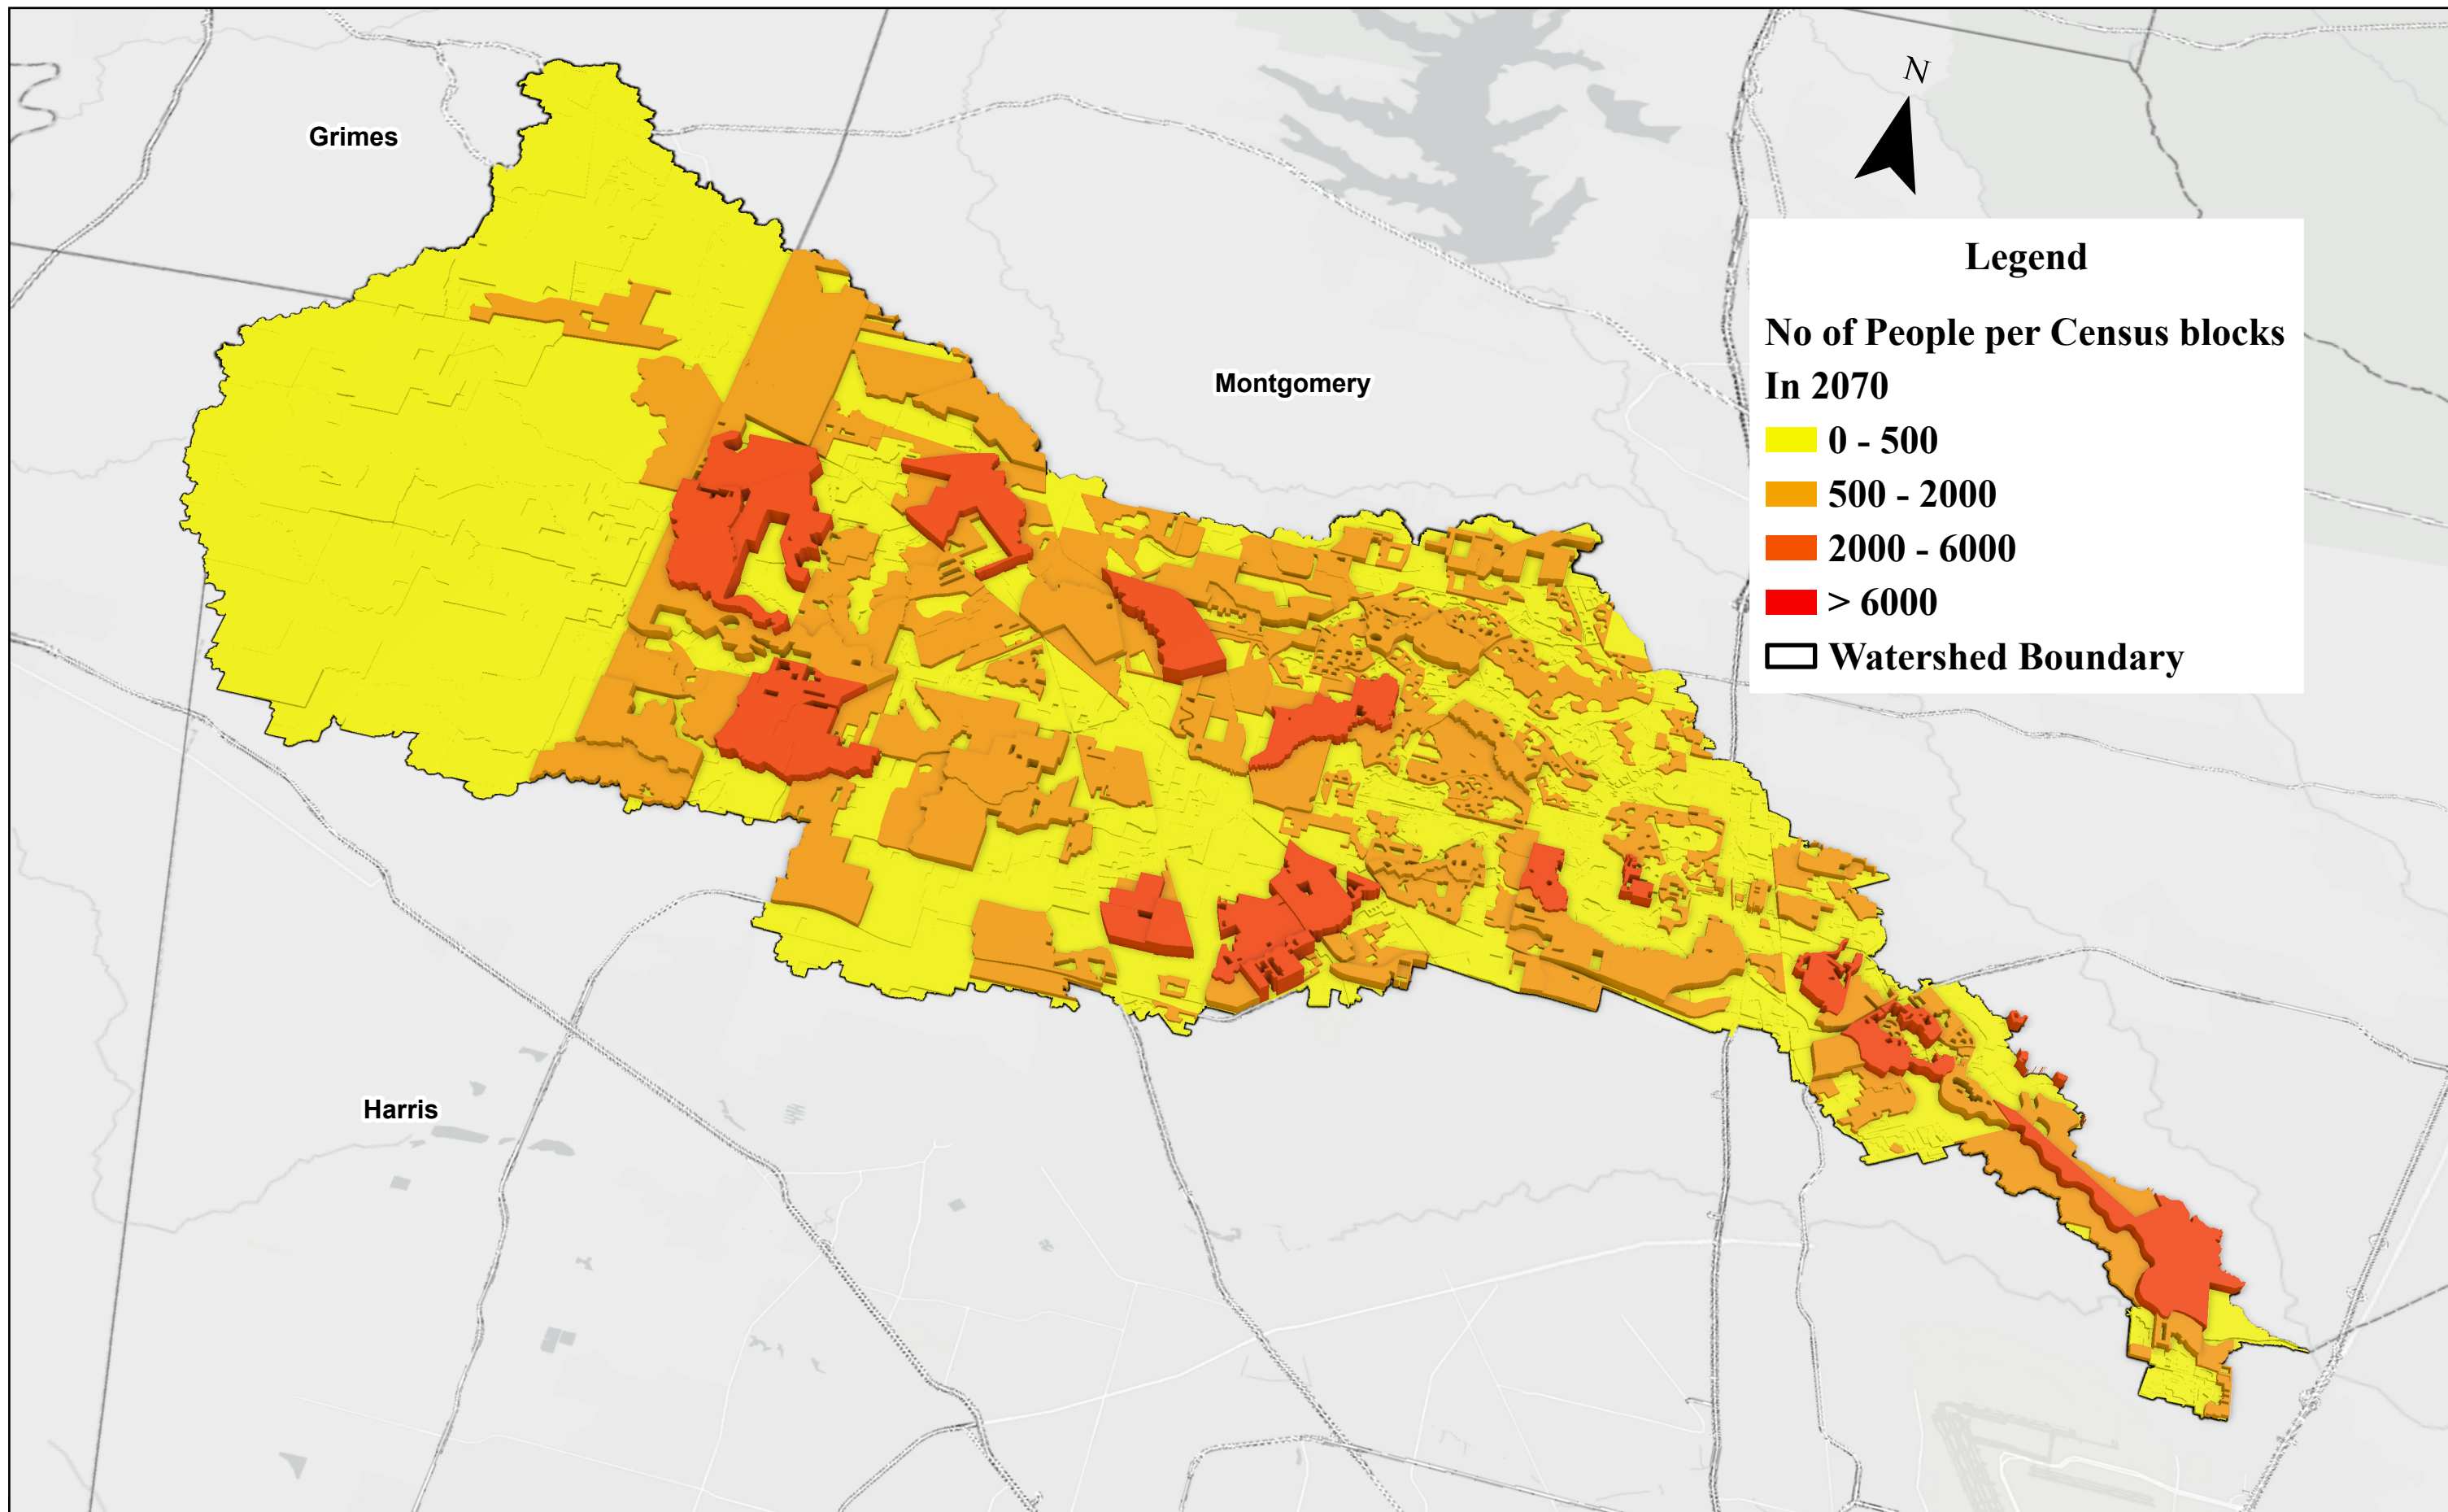 N
Grimes
Montgomery
Harris
Legend
No of People per Census blocks
In 2070
0 - 500
500 - 2000
2000 - 6000
> 6000
Watershed Boundary